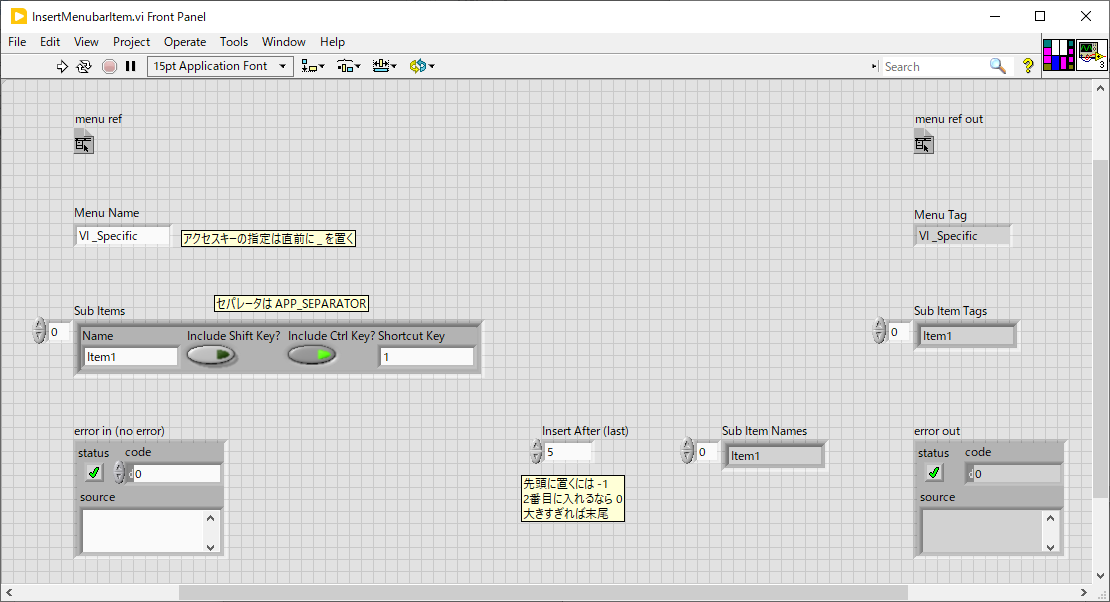 InsertMenubarItem.vi Front Panel
File Edit View Project Operate Tools Window Help
15pt Application Font
Search
?
3
menu ref
menu ref out
Menu Name
VI _Specific
アクセスキーの指定は直前に _ を置く
Menu Tag
VI _Specific
セパレータは APP_SEPARATOR
Sub Items
0
Name
Include Shift Key?
Include Ctrl Key?
Shortcut Key
Item1
1
Sub Item Tags
0
Item1
error in (no error)
status
code
d0
source
Insert After (last)
5
先頭に置くには -1
2番目に入れるなら 0
大きすぎれば末尾
Sub Item Names
0
Item1
error out
status
code
d0
source